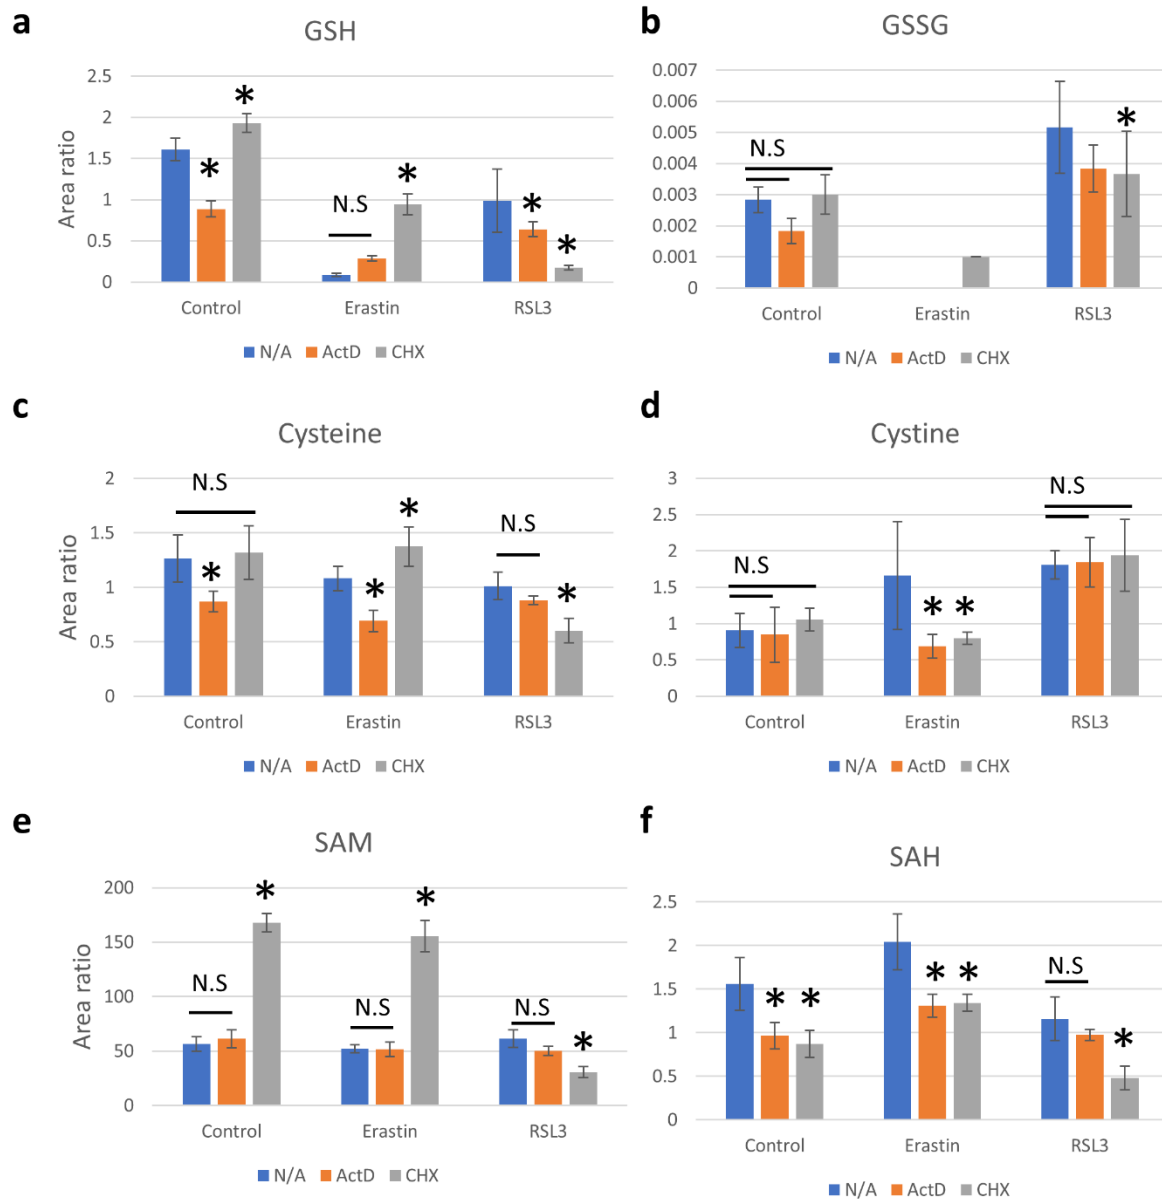 a
GSH
Area ratio
2.5
2
1.5
1
0.5
0
*
*
N.S
*
*
*
Control
Erastin
RSL3
N/A ActD CHX
b
GSSG
0.007
0.006
0.005
0.004
0.003
0.002
0.001
0
N.S
*
Control
Erastin
RSL3
N/A ActD CHX
c
Cysteine
Area ratio
2
1.5
1
0.5
0
N.S
*
*
*
N.S
*
Control
Erastin
RSL3
N/A ActD CHX
d
Cystine
3
2.5
2
1.5
1
0.5
0
N.S
* *
N.S
Control
Erastin
RSL3
N/A ActD CHX
e
SAM
Area ratio
200
150
100
50
0
N.S
*
N.S
*
N.S
*
Control
Erastin
RSL3
N/A ActD CHX
f
SAH
2.5
2
1.5
1
0.5
0
* *
* *
N.S
*
Control
Erastin
RSL3
N/A ActD CHX